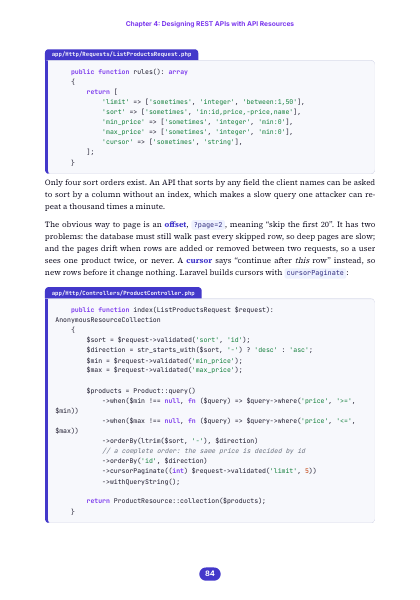 Chapter 4: Designing REST APIs with API Resources
app/Http/Requests/ListProductsRequest.php
public function rules(): array
{
return [
'limit' => ['sometimes', 'integer', 'between:1,50'],
'sort' => ['sometimes', 'in:id,price,-price,name'],
'min_price' => ['sometimes', 'integer', 'min:0'],
'max_price' => ['sometimes', 'integer', 'min:0'],
'cursor' => ['sometimes', 'string'],
];
}
Only four sort orders exist. An API that sorts by any field the client names can be asked
to sort by a column without an index, which makes a slow query one attacker can re-
peat a thousand times a minute.
The obvious way to page is an offset, ?page=2, meaning “skip the first 20”. It has two
problems: the database must still walk past every skipped row, so deep pages are slow;
and the pages drift when rows are added or removed between two requests, so a user
sees one product twice, or never. A cursor says “continue after this row” instead, so
new rows before it change nothing. Laravel builds cursors with cursorPaginate:
app/Http/Controllers/ProductController.php
public function index(ListProductsRequest $request):
AnonymousResourceCollection
{
$sort = $request->validated('sort', 'id');
$direction = str_starts_with($sort, '-') ? 'desc' : 'asc';
$min = $request->validated('min_price');
$max = $request->validated('max_price');
$products = Product::query()
->when($min !== null, fn ($query) => $query->where('price', '>=',
$min))
->when($max !== null, fn ($query) => $query->where('price', '<=',
$max))
->orderBy(ltrim($sort, '-'), $direction)
// a complete order: the same price is decided by id
->orderBy('id', $direction)
->cursorPaginate((int) $request->validated('limit', 5))
->withQueryString();
return ProductResource::collection($products);
}
84